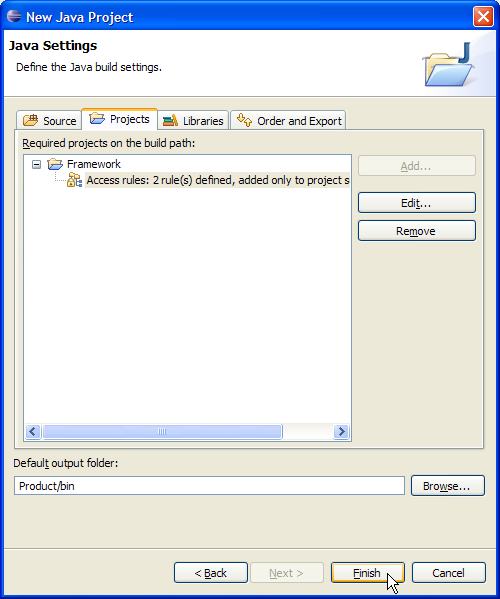 New Java Project
Java Settings
Define the Java build settings.
Source Projects Libraries Order and Export
Required projects on the build path:
Framework
Access rules: 2 rule(s) defined, added only to project s
Add...
Edit...
Remove
Default output folder:
Product/bin
Browse...
< Back Next > Finish Cancel